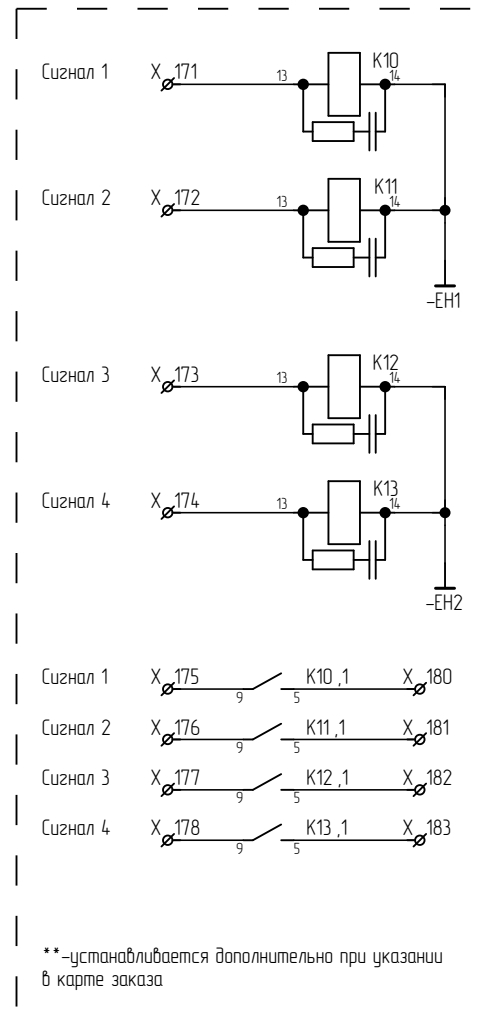 Сигнал 1 X 171 13 K10 14
Сигнал 2 X 172 13 K11 14
-EH1
Сигнал 3 X 173 13 K12 14
Сигнал 4 X 174 13 K13 14
-EH2
Сигнал 1 X 175 9 5 K10 ,1 X 180
Сигнал 2 X 176 9 5 K11 ,1 X 181
Сигнал 3 X 177 9 5 K12 ,1 X 182
Сигнал 4 X 178 9 5 K13 ,1 X 183
**-устанавливается дополнительно при указании
в карте заказа